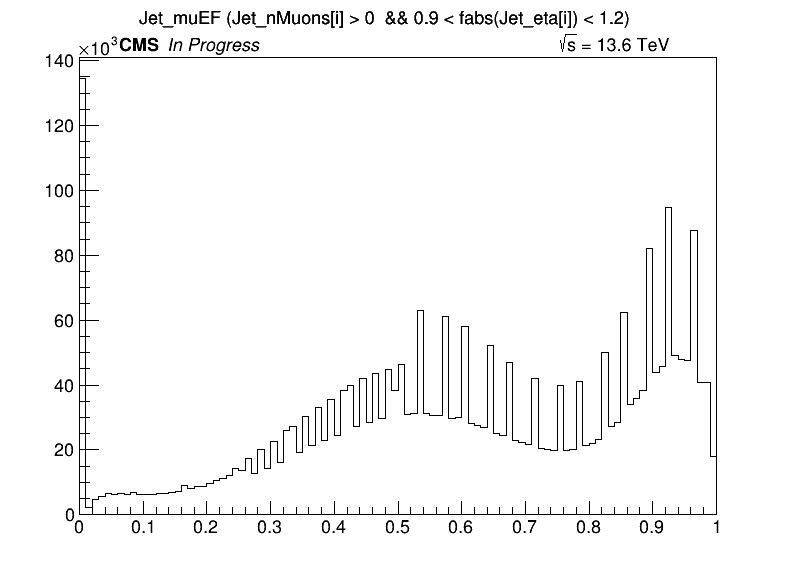 Jet_muEF (Jet_nMuons[i] > 0  && 0.9 < fabs(Jet_eta[i]) < 1.2)
×10³ CMS In Progress √s = 13.6 TeV
140
120
100
80
60
40
20
0
0 0.1 0.2 0.3 0.4 0.5 0.6 0.7 0.8 0.9 1